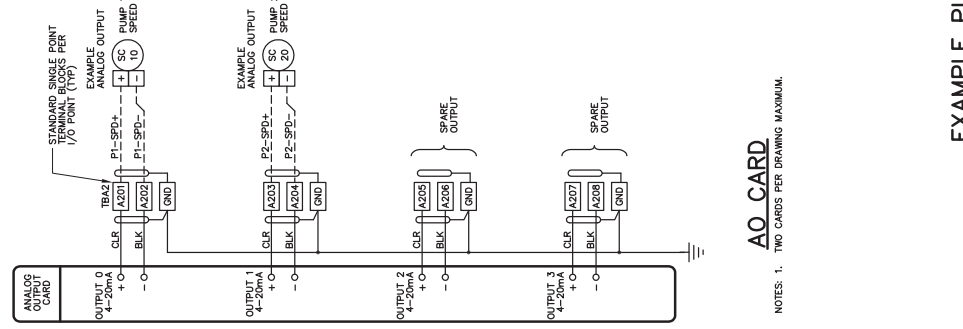 STANDARD SINGLE POINT
TERMINAL BLOCKS PER
I/O POINT (TYP)
ANALOG
OUTPUT
CARD
OUTPUT 0
4-20mA
+
-
CLR
BLK
TBA2
A201
A202
GND
P1-SPD+
P1-SPD-
EXAMPLE
ANALOG OUTPUT
+
-
SC
10
PUMP
SPEED
OUTPUT 1
4-20mA
+
-
CLR
BLK
A203
A204
GND
P2-SPD+
P2-SPD-
EXAMPLE
ANALOG OUTPUT
+
-
SC
20
PUMP
SPEED
OUTPUT 2
4-20mA
+
-
CLR
BLK
A205
A206
GND
SPARE
OUTPUT
OUTPUT 3
4-20mA
+
-
CLR
BLK
A207
A208
GND
SPARE
OUTPUT
AO CARD
NOTES: 1. TWO CARDS PER DRAWING MAXIMUM.
EXAMPLE